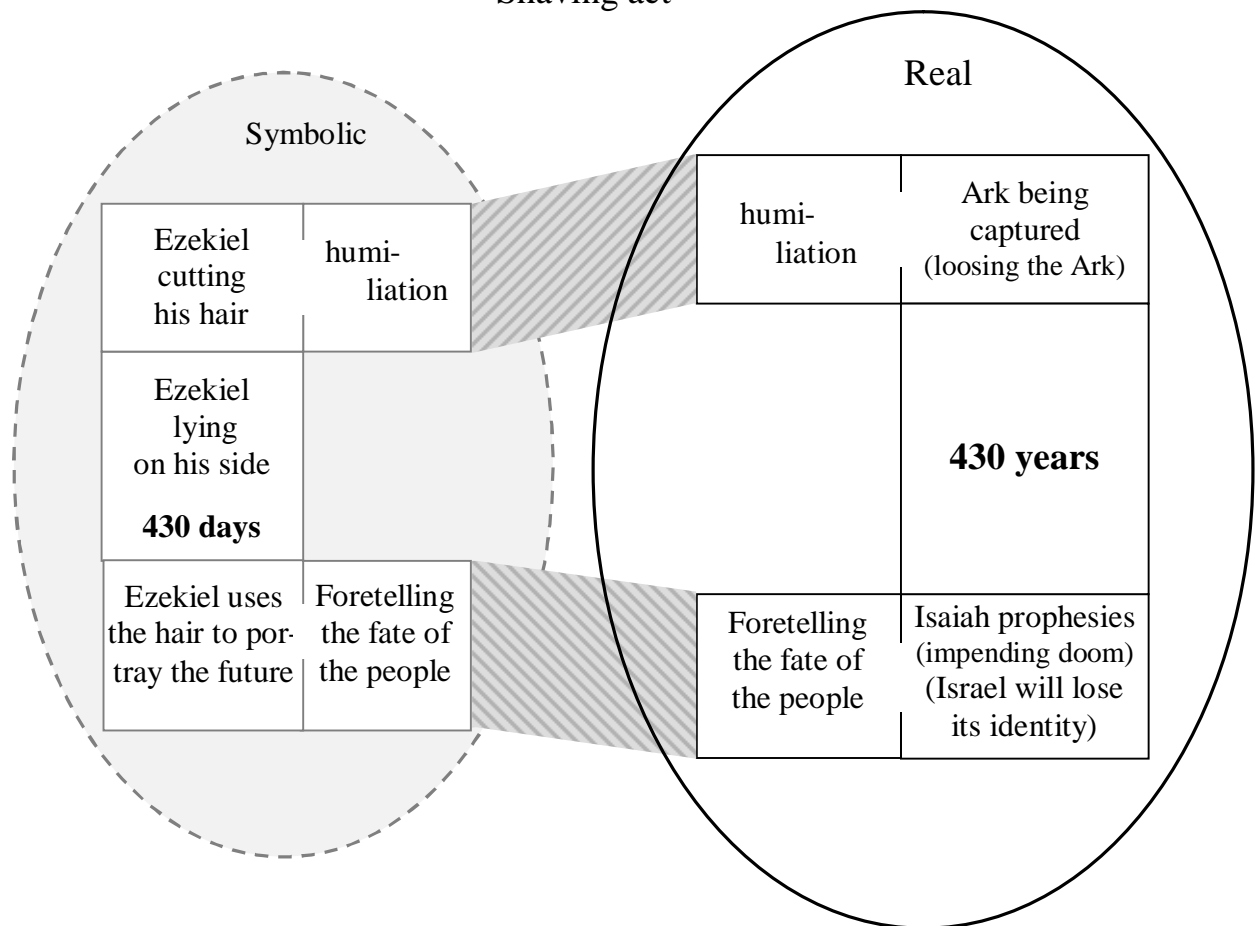 Shaving act
Real
Symbolic
Ezekiel
cutting
his hair
humi-
liation
humi-
liation
Ark being
captured
(loosing the Ark)
Ezekiel
lying
on his side
430 days
430 years
Ezekiel uses
the hair to por-
tray the future
Foretelling
the fate of
the people
Foretelling
the fate of
the people
Isaiah prophesies
(impending doom)
(Israel will lose
its identity)